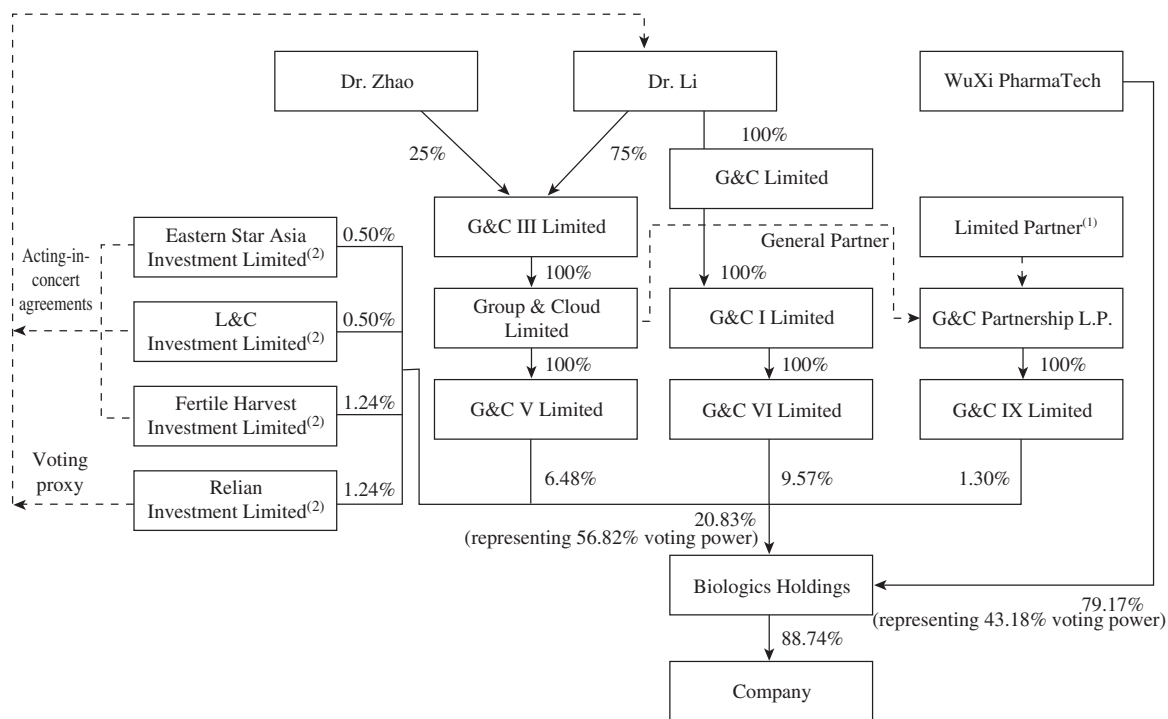 Dr. Zhao
Dr. Li
WuXi PharmaTech
25%
75%
100%
G&C Limited
G&C III Limited
General Partner
Limited Partner(1)
Eastern Star Asia
Investment Limited(2)
0.50%
Acting-in-
concert
agreements
100%
100%
L&C
Investment Limited(2)
0.50%
Group & Cloud
Limited
G&C I Limited
G&C Partnership L.P.
100%
100%
100%
Fertile Harvest
Investment Limited(2)
1.24%
G&C V Limited
G&C VI Limited
G&C IX Limited
Voting
proxy
Relian
Investment Limited(2)
1.24%
6.48%
9.57%
1.30%
20.83%
(representing 56.82% voting power)
Biologics Holdings
79.17%
(representing 43.18% voting power)
88.74%
Company